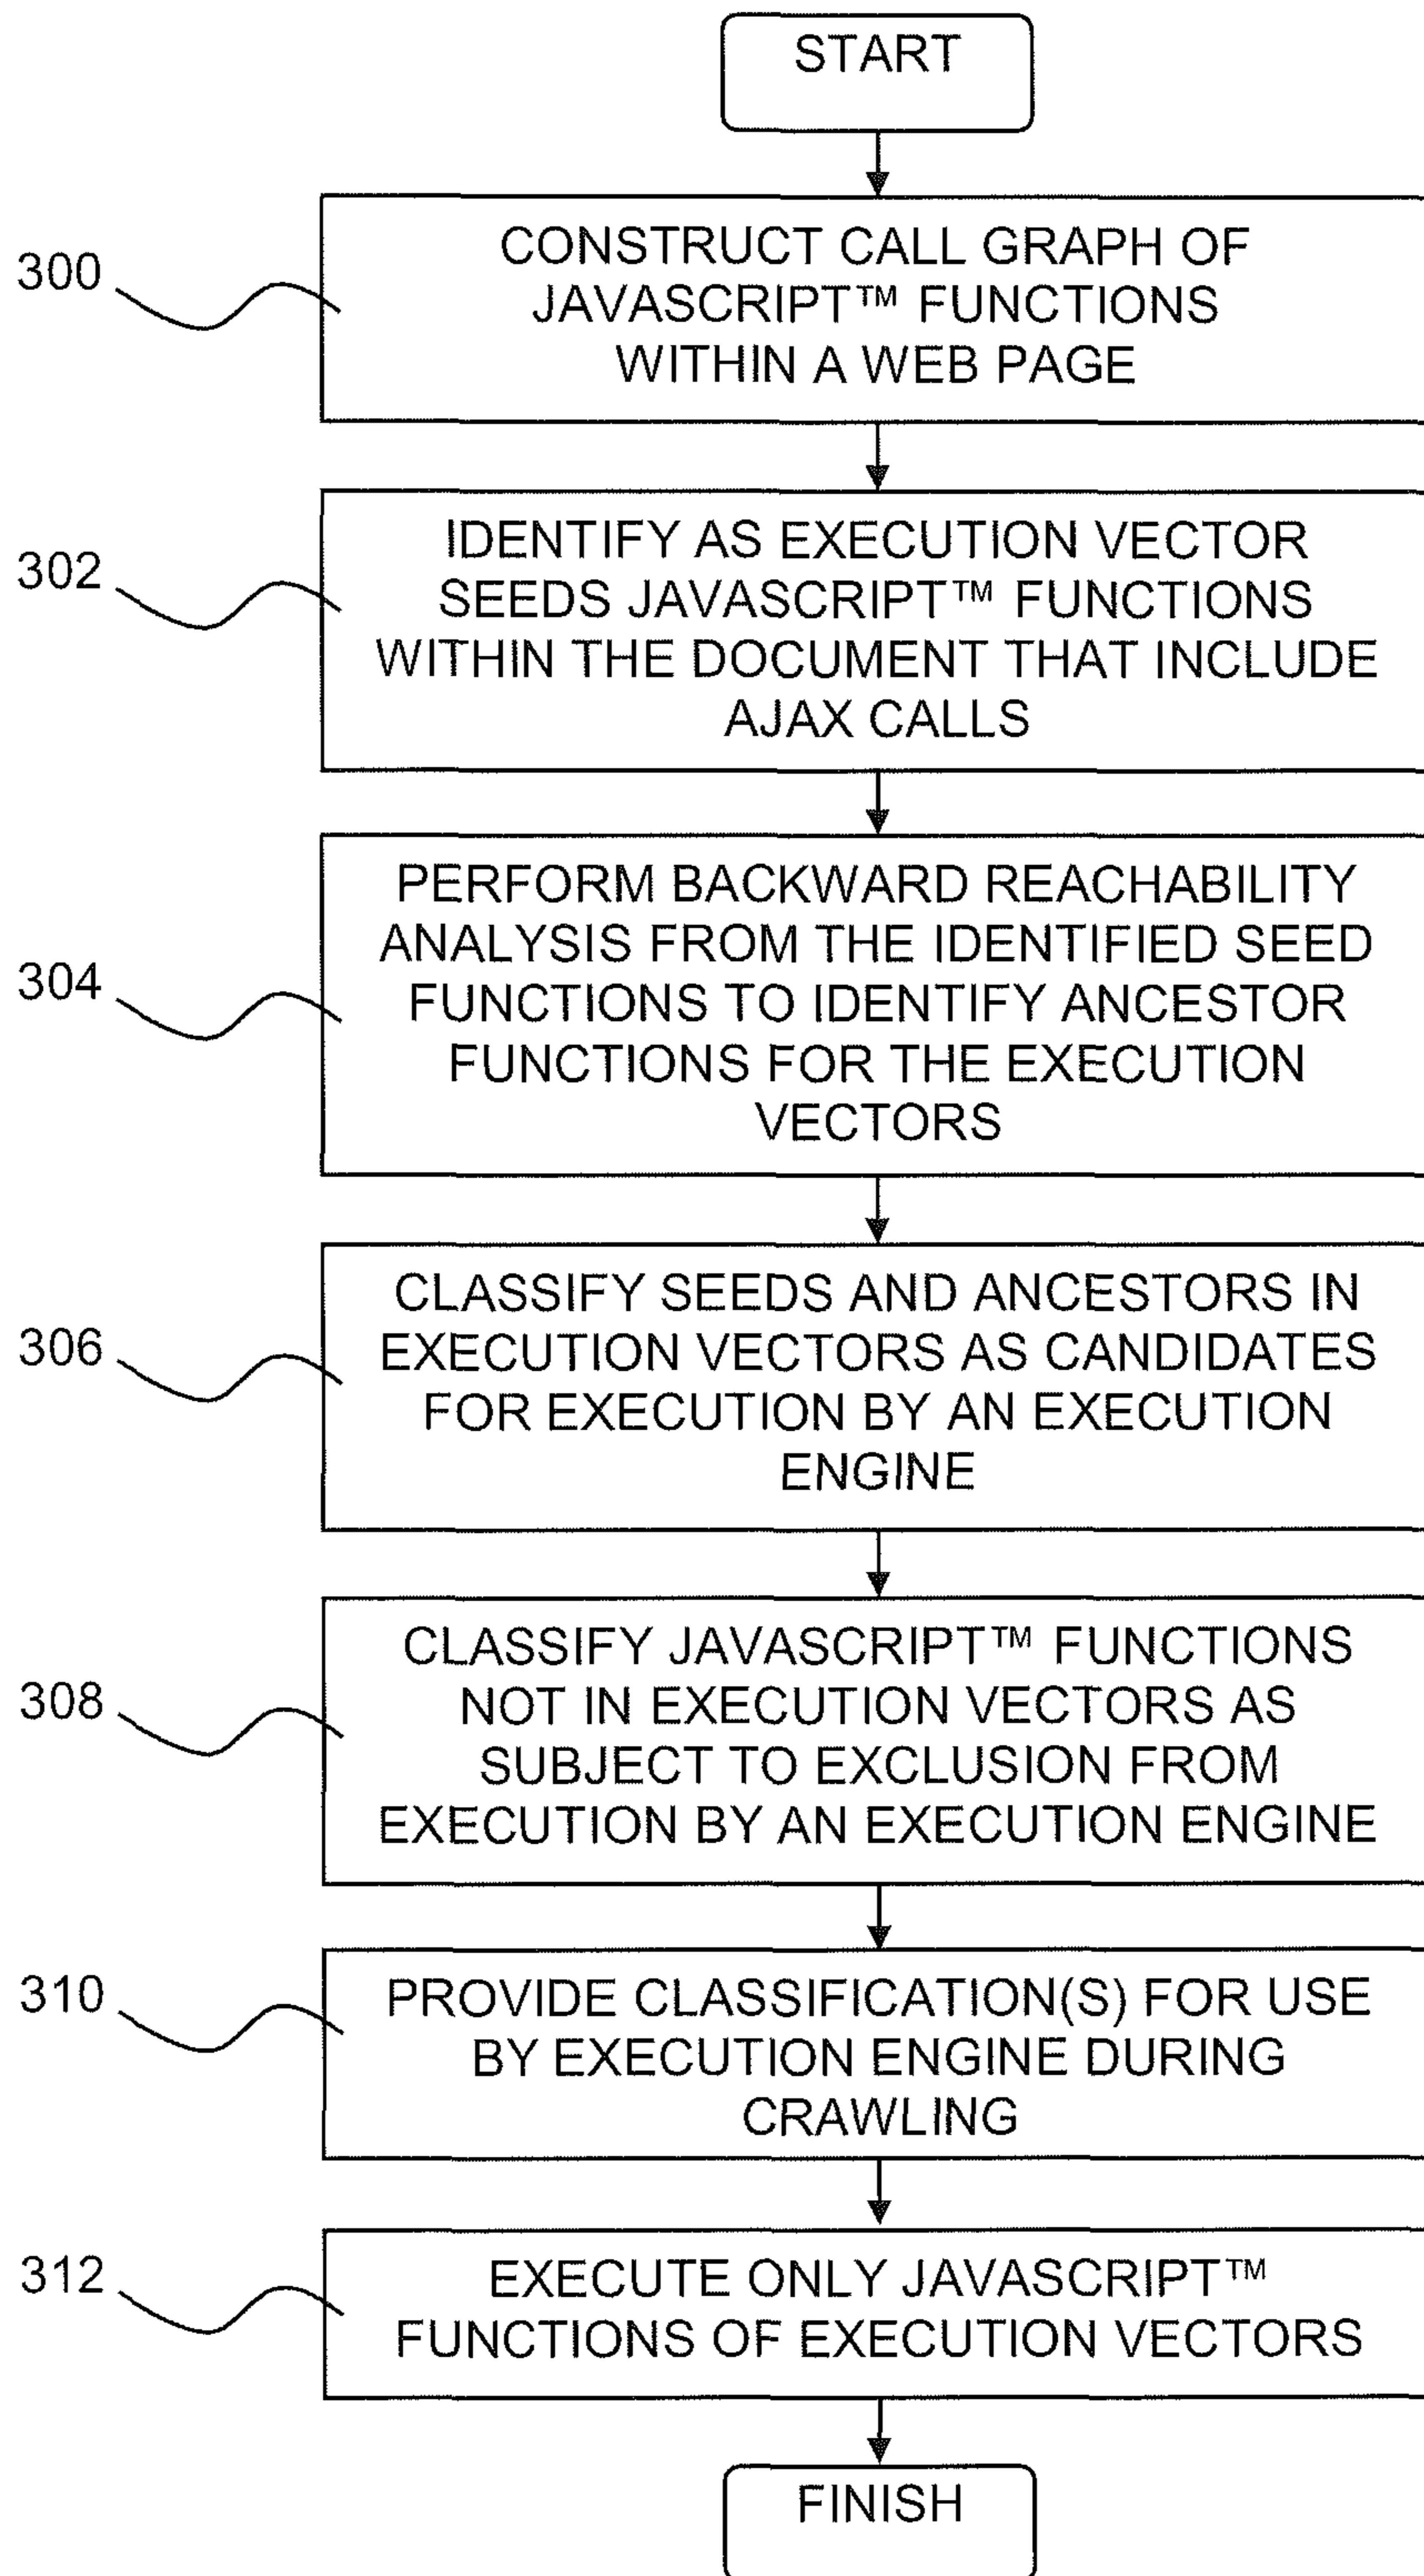 START
300
CONSTRUCT CALL GRAPH OF
JAVASCRIPT™ FUNCTIONS
WITHIN A WEB PAGE
302
IDENTIFY AS EXECUTION VECTOR
SEEDS JAVASCRIPT™ FUNCTIONS
WITHIN THE DOCUMENT THAT INCLUDE
AJAX CALLS
304
PERFORM BACKWARD REACHABILITY
ANALYSIS FROM THE IDENTIFIED SEED
FUNCTIONS TO IDENTIFY ANCESTOR
FUNCTIONS FOR THE EXECUTION
VECTORS
306
CLASSIFY SEEDS AND ANCESTORS IN
EXECUTION VECTORS AS CANDIDATES
FOR EXECUTION BY AN EXECUTION
ENGINE
308
CLASSIFY JAVASCRIPT™ FUNCTIONS
NOT IN EXECUTION VECTORS AS
SUBJECT TO EXCLUSION FROM
EXECUTION BY AN EXECUTION ENGINE
310
PROVIDE CLASSIFICATION(S) FOR USE
BY EXECUTION ENGINE DURING
CRAWLING
312
EXECUTE ONLY JAVASCRIPT™
FUNCTIONS OF EXECUTION VECTORS
FINISH